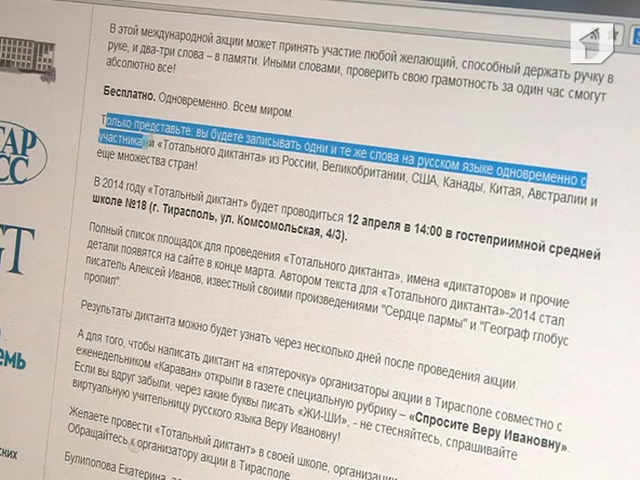 В этой международной акции может принять участие любой желающий, способный держать ручку в
руке, и два-три слова – в памяти. Иными словами, проверить свою грамотность за один час смогут
абсолютно все!
Бесплатно. Одновременно. Всем миром.
Только представьте: вы будете записывать одни и те же слова на русском языке одновременно с
участниками «Тотального диктанта» из России, Великобритании, США, Канады, Китая, Австралии и
еще множества стран!
В 2014 году «Тотальный диктант» будет проводиться 12 апреля в 14:00 в гостеприимной средней
школе №18 (г. Тирасполь, ул. Комсомольская, 4/3).
Полный список площадок для проведения «Тотального диктанта», имена «диктаторов» и прочие
детали появятся на сайте в конце марта. Автором текста для «Тотального диктанта»-2014 стал
писатель Алексей Иванов, известный своими произведениями "Сердце пармы" и "Географ глобус
пропил".
Результаты диктанта можно будет узнать через несколько дней после проведения акции.
А для того, чтобы написать диктант на «пятерочку» организаторы акции в Тирасполе совместно с
еженедельником «Караван» открыли в газете специальную рубрику – «Спросите Веру Ивановну».
Если вы вдруг забыли, через какие буквы писать «ЖИ-ШИ», - не стесняйтесь, спрашивайте
виртуальную учительницу русского языка Веру Ивановну!
Желаете провести «Тотальный диктант» в своей школе, организации
Обращайтесь к организатору акции в Тирасполе
Булипопова Екатерина,
ТАР
СС
GT
емь
ских